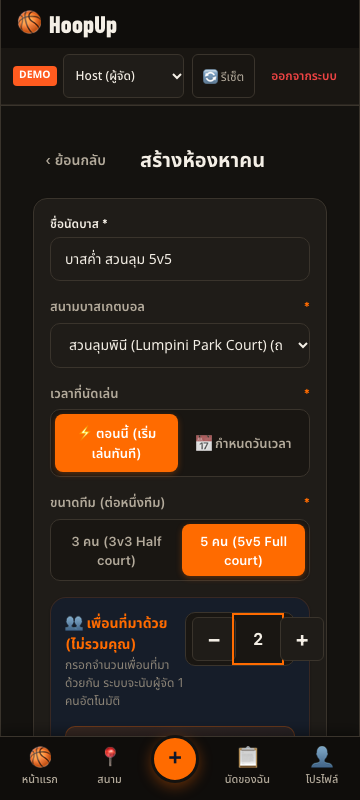 HoopUp
DEMO
Host (ผู้จัด)
รีเซ็ต
ออกจากระบบ
‹ ย้อนกลับ
สร้างห้องหาคน
ชื่อนัดบาส *
บาสค่ำ สวนลุม 5v5
สนามบาสเกตบอล *
สวนลุมพินี (Lumpini Park Court) (ถ
เวลาที่นัดเล่น *
⚡ ตอนนี้ (เริ่ม
เล่นทันที)
📅 กำหนดวันเวลา
ขนาดทีม (ต่อหนึ่งทีม) *
3 คน (3v3 Half
court)
5 คน (5v5 Full
court)
👥 เพื่อนที่มาด้วย
(ไม่รวมคุณ)
กรอกจำนวนเพื่อนที่มา
ด้วยกัน ระบบจะนับผู้จัด 1
คนอัตโนมัติ
− 2 +
หน้าแรก
สนาม
+
นัดของฉัน
โปรไฟล์